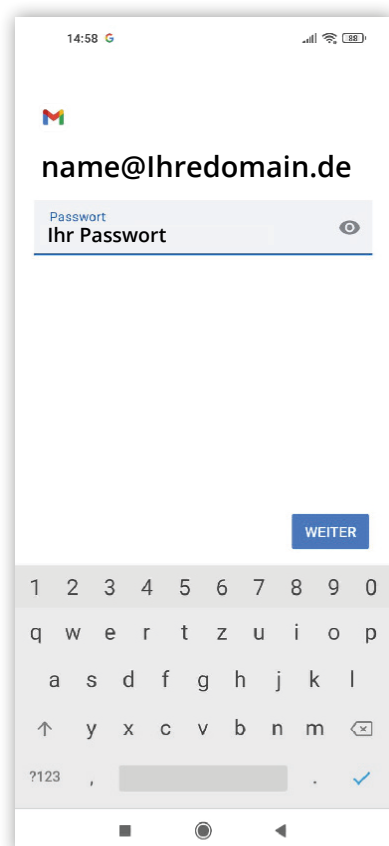 14:58 G 88
name@Ihredomain.de
Passwort
Ihr Passwort
WEITER
1 2 3 4 5 6 7 8 9 0
q w e r t z u i o p
a s d f g h j k l
y x c v b n m
?123 , .